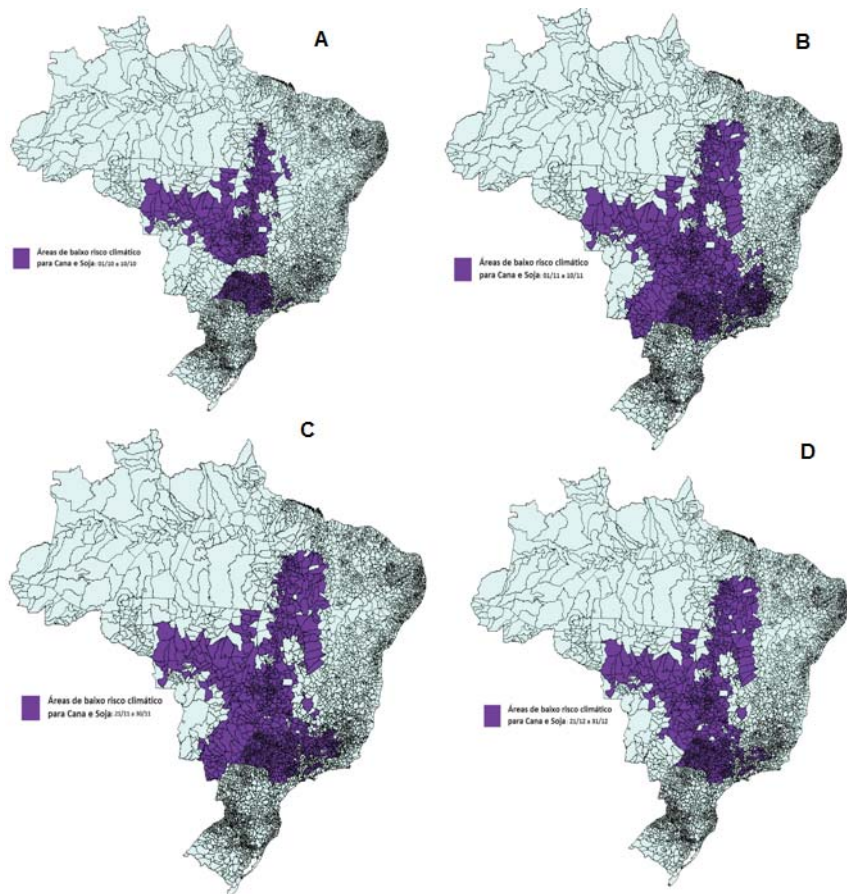 A
Áreas de baixo risco climático
para Cana e Soja: 01/10 a 10/10
B
Áreas de baixo risco climático
para Cana e Soja: 01/11 a 10/11
C
Áreas de baixo risco climático
para Cana e Soja: 21/11 a 30/11
D
Áreas de baixo risco climático
para Cana e Soja: 21/12 a 31/12